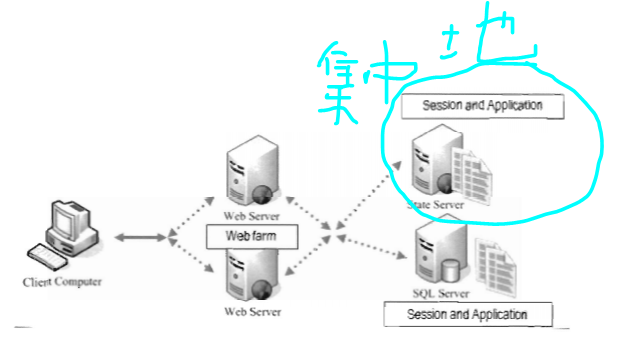 集中地
Session and Application
State Server
Web Server
Web farm
Client Computer
Web Server
SQL Server
Session and Application